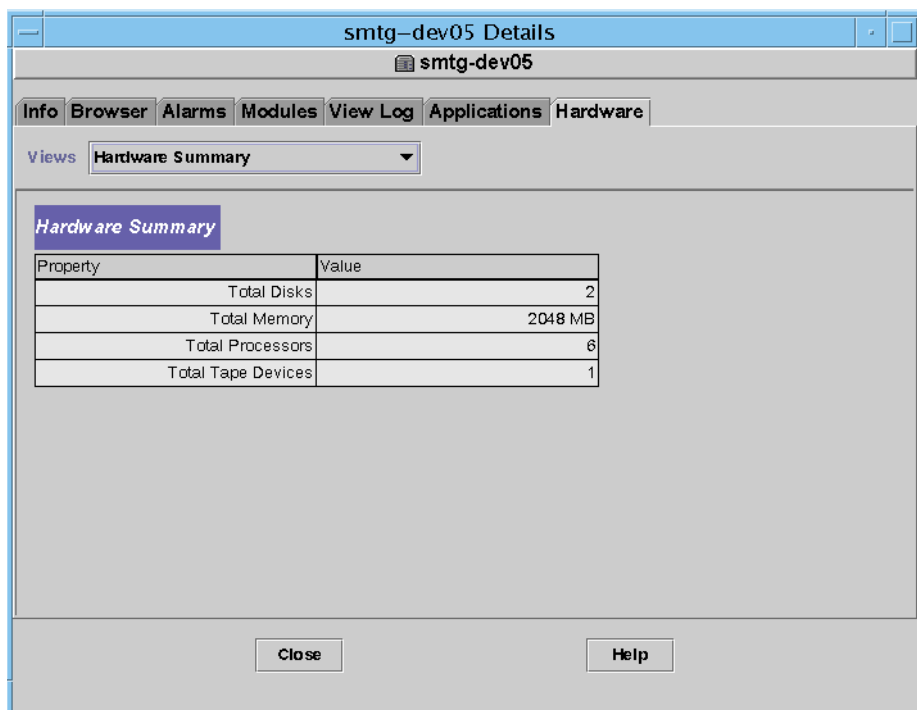 smtg–dev05 Details
smtg-dev05
Info Browser Alarms Modules View Log Applications Hardware
Views Hardware Summary
Hardware Summary
Property Value
Total Disks 2
Total Memory 2048 MB
Total Processors 6
Total Tape Devices 1
Close Help